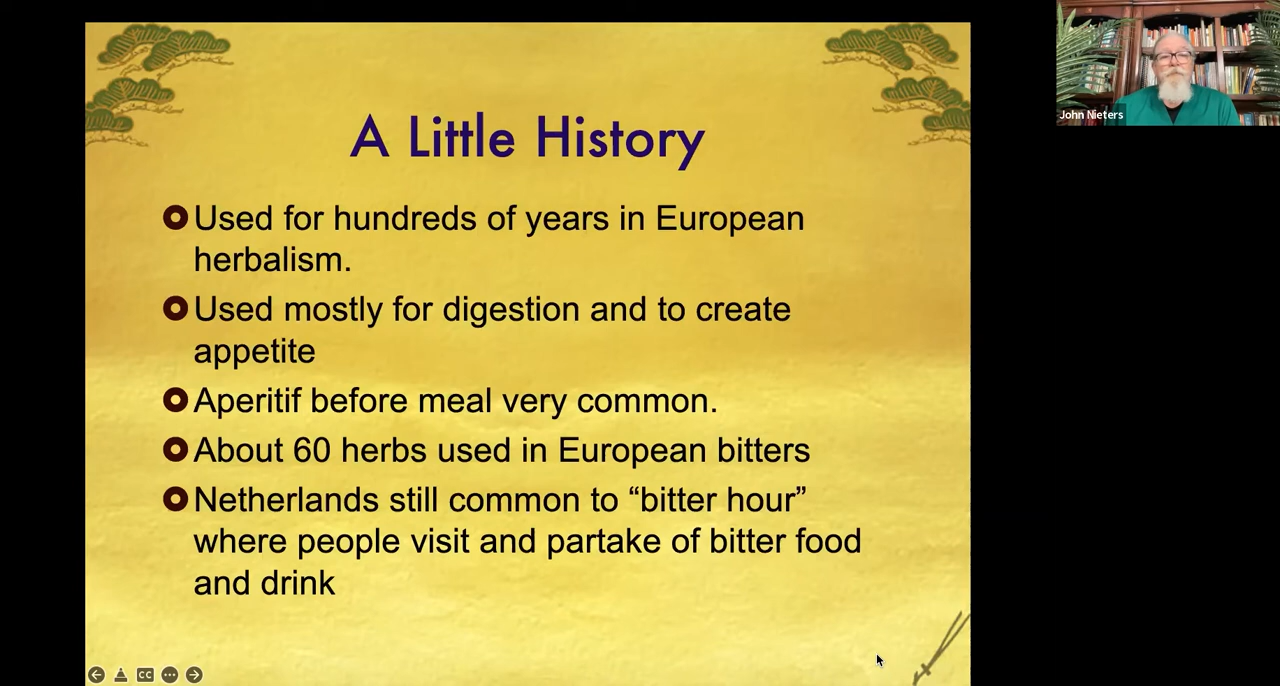 A Little History
Used for hundreds of years in European
herbalism.
Used mostly for digestion and to create
appetite
Aperitif before meal very common.
About 60 herbs used in European bitters
Netherlands still common to “bitter hour”
where people visit and partake of bitter food
and drink
John Nieters
CC